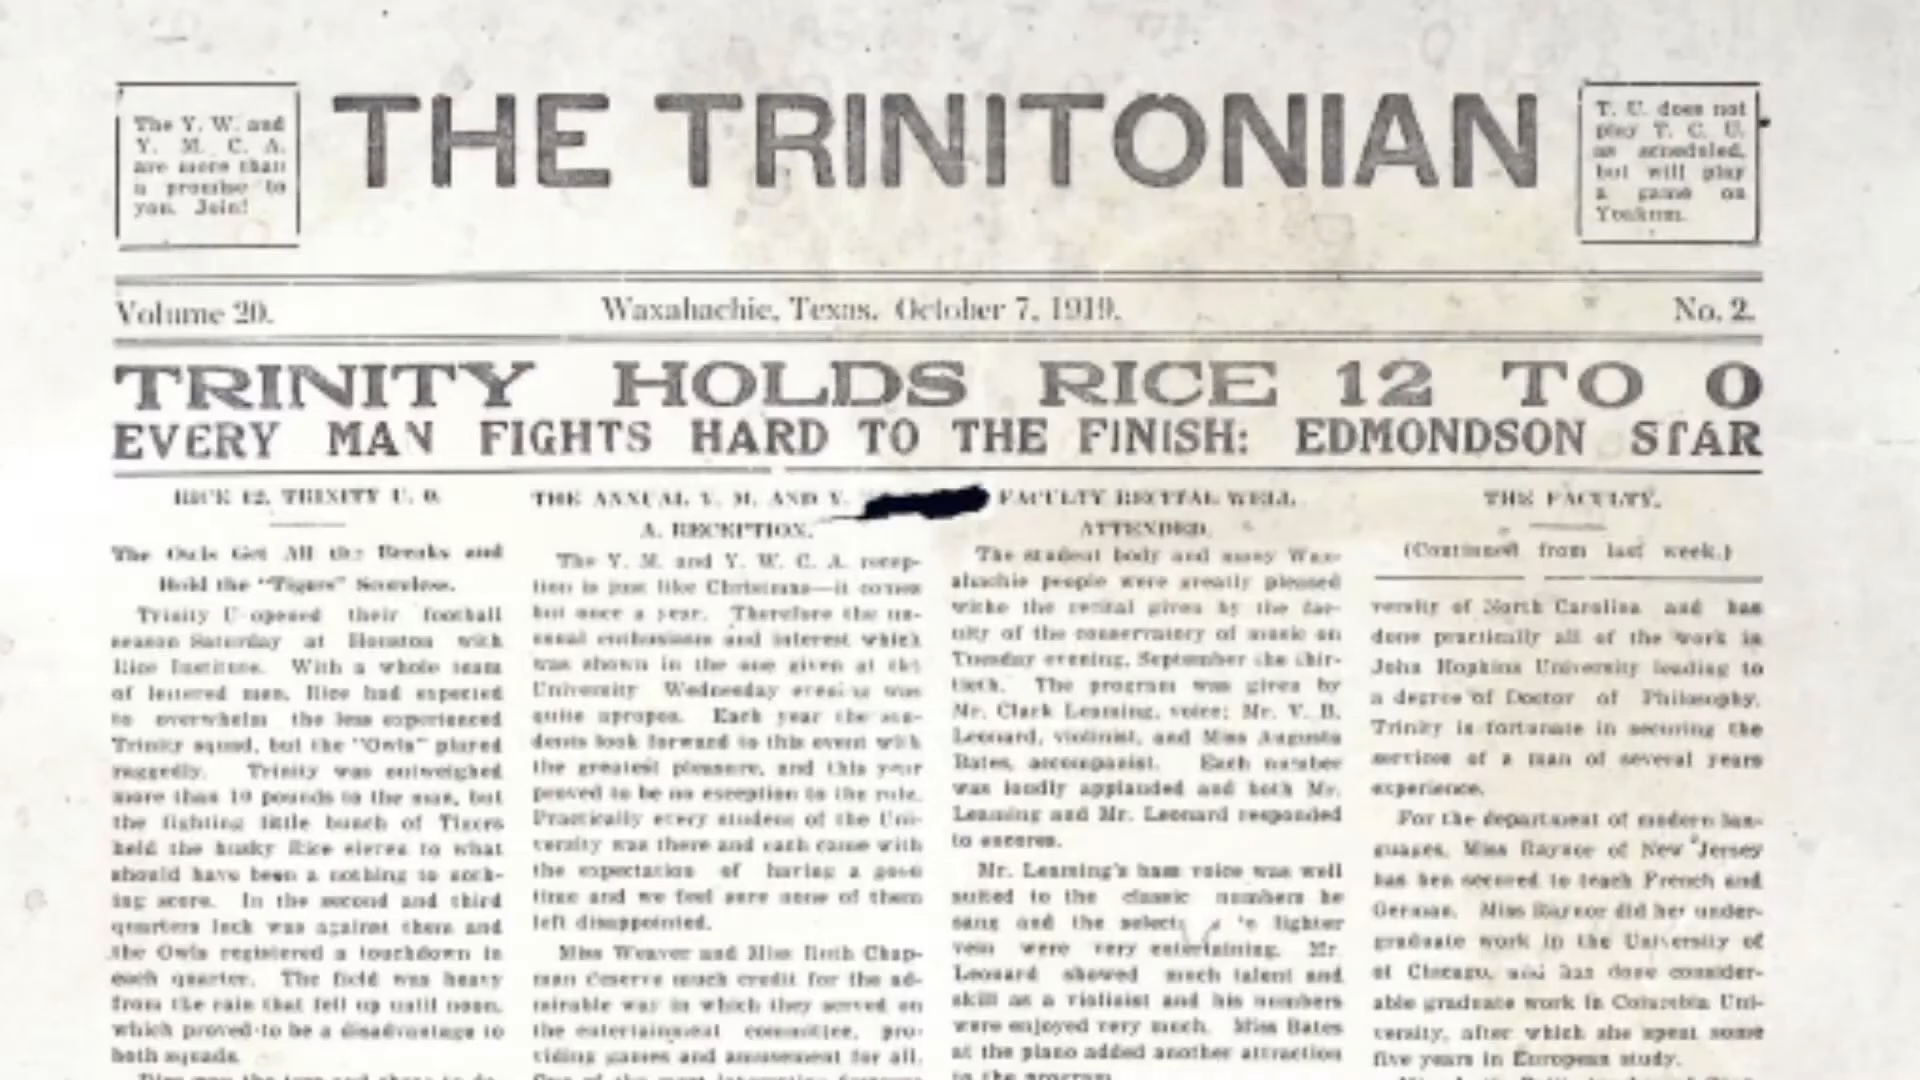 The Y. W. and
Y. M. C. A.
are more than
a promise to
you. Join!
THE TRINITONIAN
T. U. does not
play T. C. U.
as scheduled,
but will play
a game on
Yoakum.
Volume 20.
Waxahachie, Texas. October 7, 1919.
No. 2.
TRINITY HOLDS RICE 12 TO 0
EVERY MAN FIGHTS HARD TO THE FINISH: EDMONDSON STAR
RICE 12, TRINITY U. 0.
The Owls Get All the Breaks and
Hold the "Tigers" Scoreless.
Trinity U opened their football
season Saturday at Houston with
Rice Institute. With a whole team
of lettered men, Rice had expected
to overwhelm the less experienced
Trinity squad, but the "Owls" played
raggedly. Trinity was outweighed
more than 10 pounds to the man, but
the fighting little bunch of Tigers
held the husky Rice eleven to what
should have been a nothing to noth-
ing score. In the second and third
quarters luck was against them and
the Owls registered a touchdown in
each quarter. The field was heavy
from the rain that fell up until noon,
which proved to be a disadvantage to
both squads.
THE ANNUAL Y. M. AND Y.
A. RECEPTION.
The Y. M. and Y. W. C. A. recep-
tion is just like Christmas—it comes
but once a year. Therefore the un-
usual enthusiasm and interest which
was shown in the one given at the
University Wednesday evening was
quite apropos. Each year the stu-
dents look forward to this event with
the greatest pleasure, and this year
proved to be no exception to the rule.
Practically every student of the Uni-
versity was there and each came with
the expectation of having a good
time and we feel sure none of them
left disappointed.
Miss Weaver and Miss Ruth Chap-
man deserve much credit for the ad-
mirable way in which they served on
the entertainment committee, pro-
viding games and amusement for all.
One of the most interesting features
FACULTY RECITAL WELL
ATTENDED.
The student body and many Wax-
ahachie people were greatly pleased
withe the recital given by the fac-
ulty of the conservatory of music on
Tuesday evening, September the thir-
tieth. The program was given by
Mr. Clark Leaming, voice; Mr. V. B.
Leonard, violinist, and Miss Augusta
Bates, accompanist. Each number
was loudly applauded and both Mr.
Leaming and Mr. Leonard responded
to encores.
Mr. Leaming's bass voice was well
suited to the classic numbers he
sang and the lighter
vein were very entertaining. Mr.
Leonard showed much talent and
skill as a violinist and his numbers
were enjoyed very much. Miss Bates
at the piano added another attraction
to the program.
THE FACULTY.
(Continued from last week.)
versity of North Carolina and has
done practically all of the work in
John Hopkins University leading to
a degree of Doctor of Philosophy.
Trinity is fortunate in securing the
services of a man of several years
experience.
For the department of modern lan-
guages, Miss Raynor of New Jersey
has ben secured to teach French and
German. Miss Raynor did her under-
graduate work in the University of
of Chicago, and has done consider-
able graduate work in Columbia Uni-
versity, after which she spent some
five years in European study.